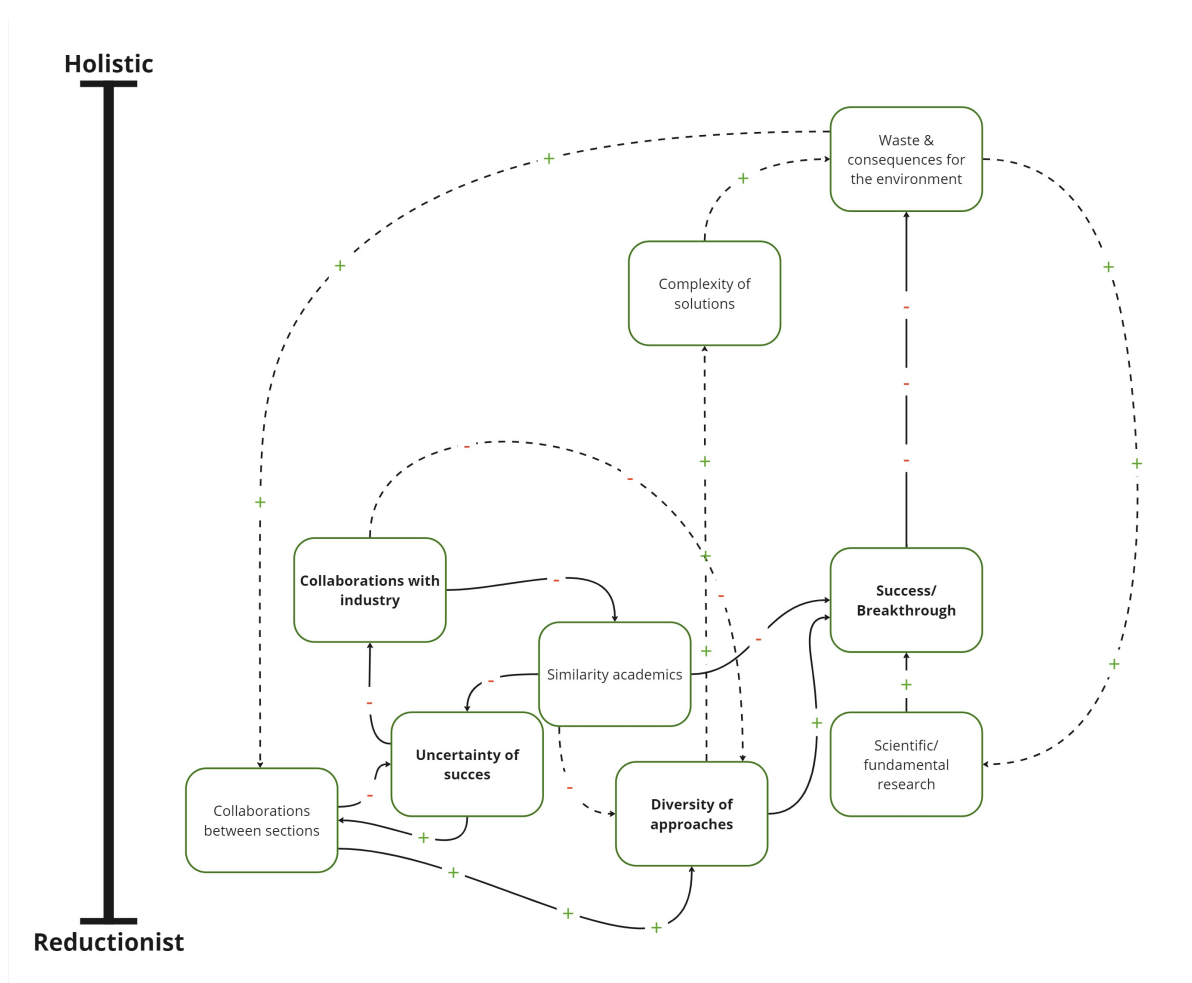 Holistic
Waste &
consequences for
the environment
+
+
+
+
Complexity of
solutions
-
-
-
+
-
-
+
+
+
Collaborations with
industry
-
-
Success/
Breakthrough
Similarity academics
-
+
-
+
+
-
+
Uncertainty of
succes
Scientific/
fundamental
research
Collaborations
between sections
-
-
Diversity of
approaches
+
+
+
+
Reductionist